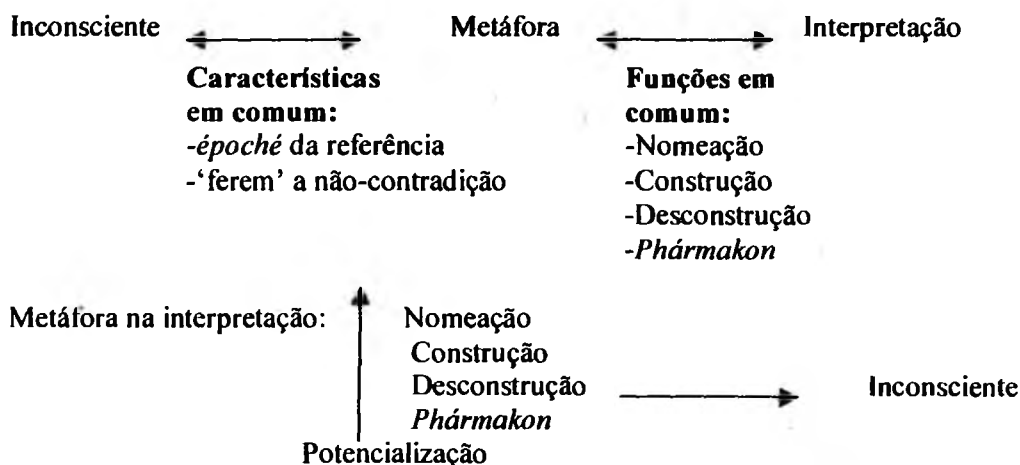 Inconsciente Metáfora Interpretação
Características
em comum:
-époché da referência
-‘ferem’ a não-contradição
Funções em
comum:
-Nomeação
-Construção
-Desconstrução
-Phármakon
Metáfora na interpretação: Nomeação
Construção
Desconstrução Inconsciente
Phármakon
Potencialização